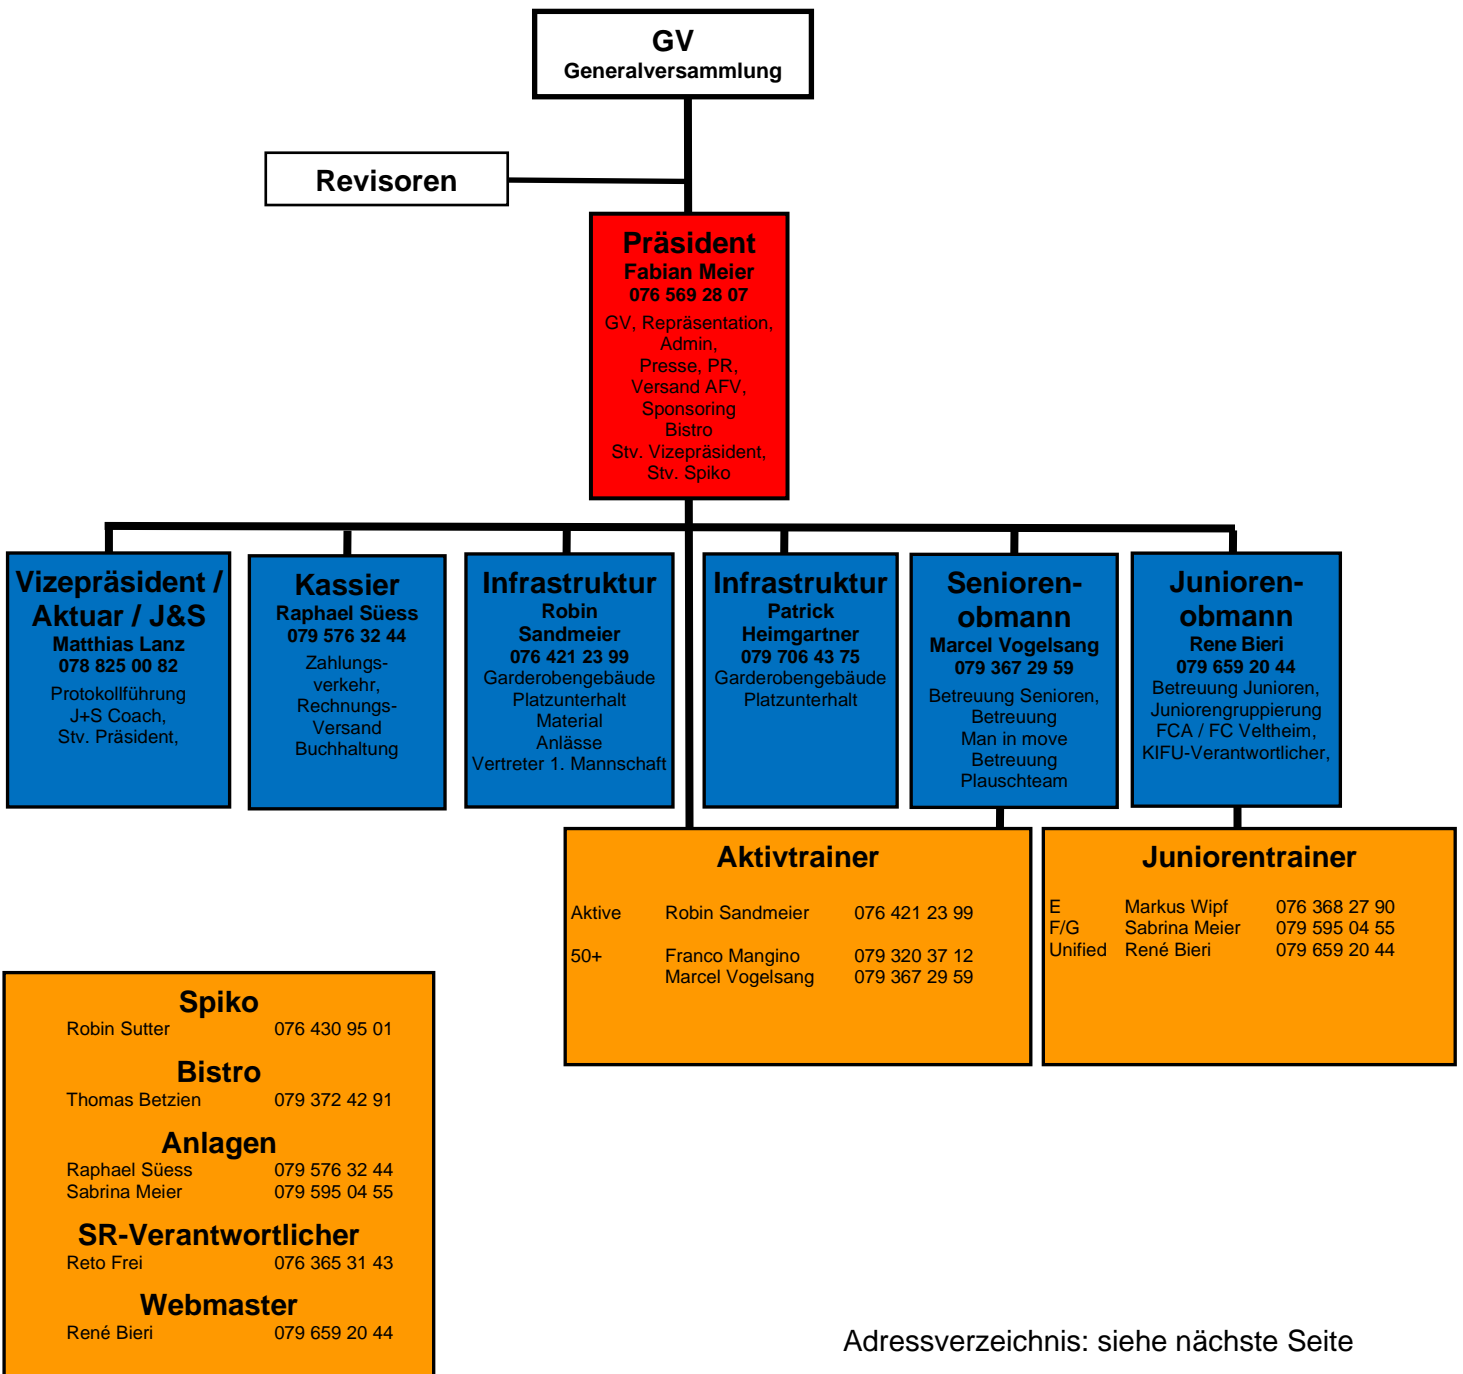 GV
Generalversammlung
Revisoren
Präsident
Fabian Meier
076 569 28 07
GV, Repräsentation,
Admin,
Presse, PR,
Versand AFV,
Sponsoring
Bistro
Stv. Vizepräsident,
Stv. Spiko
Vizepräsident /
Aktuar / J&S
Matthias Lanz
078 825 00 82
Protokollführung
J+S Coach,
Stv. Präsident,
Kassier
Raphael Süess
079 576 32 44
Zahlungs-
verkehr,
Rechnungs-
Versand
Buchhaltung
Infrastruktur
Robin
Sandmeier
076 421 23 99
Garderobengebäude
Platzunterhalt
Material
Anlässe
Vertreter 1. Mannschaft
Infrastruktur
Patrick
Heimgartner
079 706 43 75
Garderobengebäude
Platzunterhalt
Senioren-
obmann
Marcel Vogelsang
079 367 29 59
Betreuung Senioren,
Betreuung
Man in move
Betreuung
Plauschteam
Junioren-
obmann
Rene Bieri
079 659 20 44
Betreuung Junioren,
Juniorengruppierung
FCA / FC Veltheim,
KIFU-Verantwortlicher,
Aktivtrainer
Aktive Robin Sandmeier 076 421 23 99
50+ Franco Mangino 079 320 37 12
Marcel Vogelsang 079 367 29 59
Juniorentrainer
E Markus Wipf 076 368 27 90
F/G Sabrina Meier 079 595 04 55
Unified René Bieri 079 659 20 44
Spiko
Robin Sutter 076 430 95 01
Bistro
Thomas Betzien 079 372 42 91
Anlagen
Raphael Süess 079 576 32 44
Sabrina Meier 079 595 04 55
SR-Verantwortlicher
Reto Frei 076 365 31 43
Webmaster
René Bieri 079 659 20 44
Adressverzeichnis: siehe nächste Seite